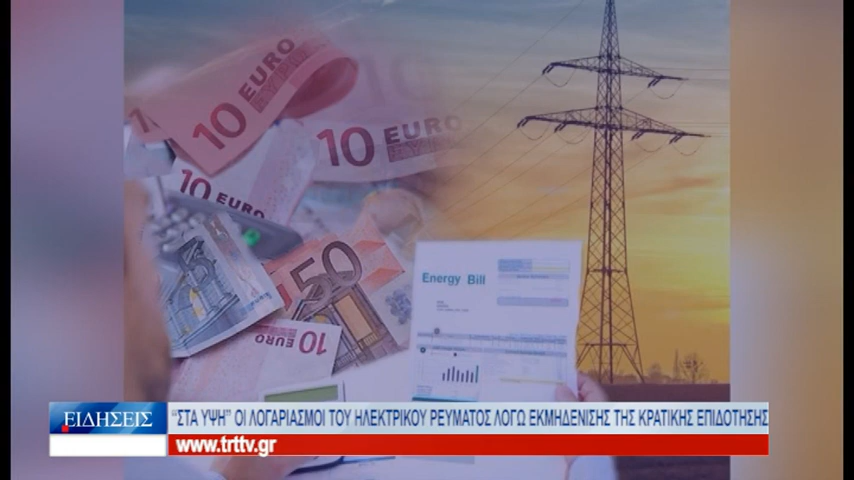 10 EURO
10
10 EURO
10 EURO
50
10 EURO
Energy Bill
ΕΙΔΗΣΕΙΣ
“ΣΤΑ ΥΨΗ” ΟΙ ΛΟΓΑΡΙΑΣΜΟΙ ΤΟΥ ΗΛΕΚΤΡΙΚΟΥ ΡΕΥΜΑΤΟΣ ΛΟΓΩ ΕΚΜΗΔΕΝΙΣΗΣ ΤΗΣ ΚΡΑΤΙΚΗΣ ΕΠΙΔΟΤΗΣΗΣ
www.trttv.gr